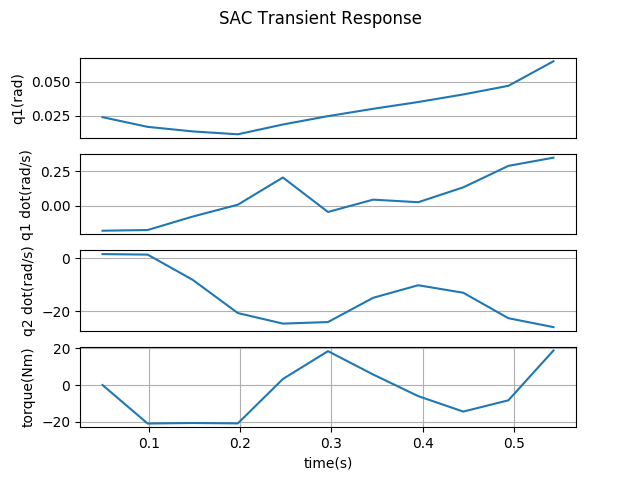 SAC Transient Response
q1(rad)
0.050
0.025
q1 dot(rad/s)
0.25
0.00
q2 dot(rad/s)
0
−20
torque(Nm)
20
0
−20
0.1 0.2 0.3 0.4 0.5
time(s)